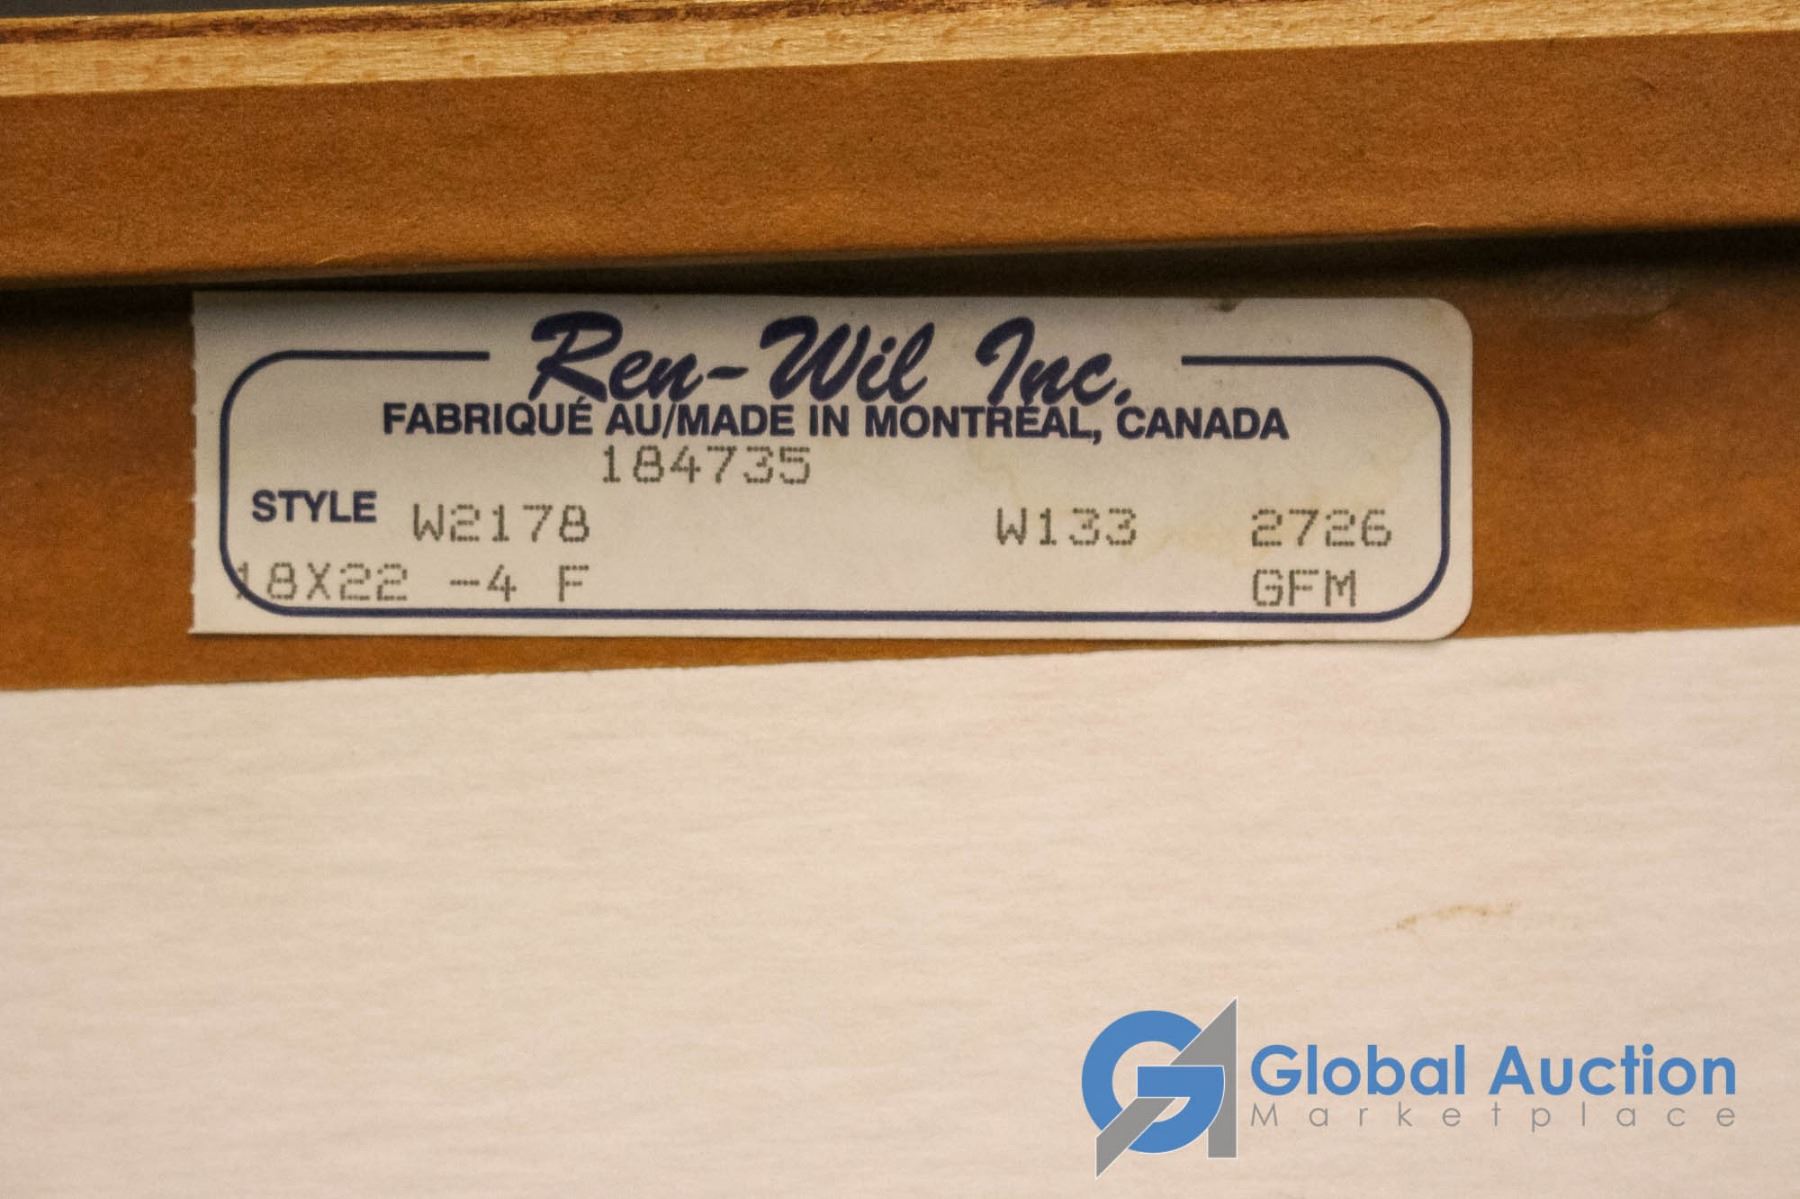 Ren-Wil Inc.
FABRIQUÉ AU/MADE IN MONTRÉAL, CANADA
184735
STYLE W2178 W133 2726
18X22 -4 F GFM
Global Auction
Marketplace